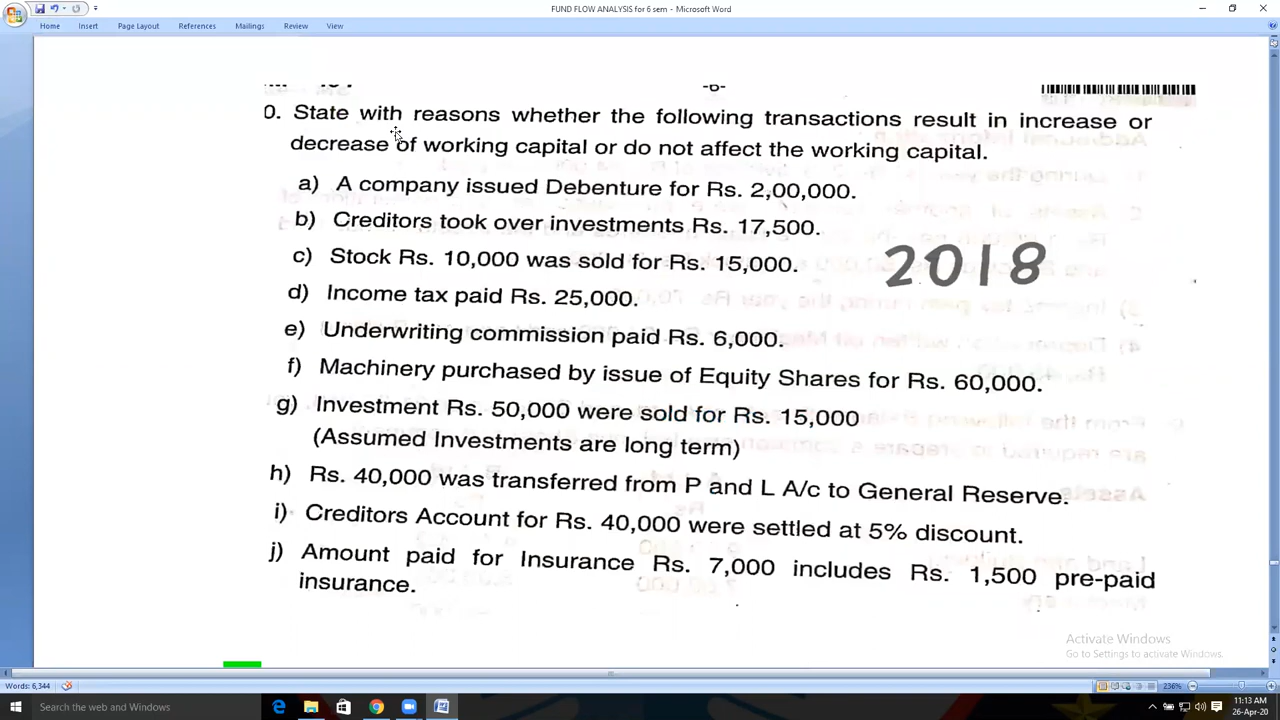 FUND FLOW ANALYSIS for 6 sem - Microsoft Word
Home Insert Page Layout References Mailings Review View
-6-
0. State with reasons whether the following transactions result in increase or
decrease of working capital or do not affect the working capital.
a) A company issued Debenture for Rs. 2,00,000.
b) Creditors took over investments Rs. 17,500.
c) Stock Rs. 10,000 was sold for Rs. 15,000.
2018
d) Income tax paid Rs. 25,000.
e) Underwriting commission paid Rs. 6,000.
f) Machinery purchased by issue of Equity Shares for Rs. 60,000.
g) Investment Rs. 50,000 were sold for Rs. 15,000
(Assumed Investments are long term)
h) Rs. 40,000 was transferred from P and L A/c to General Reserve.
i) Creditors Account for Rs. 40,000 were settled at 5% discount.
j) Amount paid for Insurance Rs. 7,000 includes Rs. 1,500 pre-paid
insurance.
Activate Windows
Go to Settings to activate Windows.
Words: 6,344
236%
Type here to search
11:13 AM
26-Apr-20